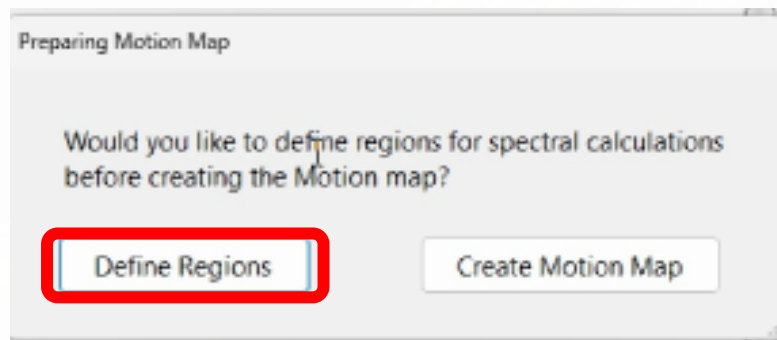 Preparing Motion Map
Would you like to define regions for spectral calculations
before creating the Motion map?
Define Regions
Create Motion Map